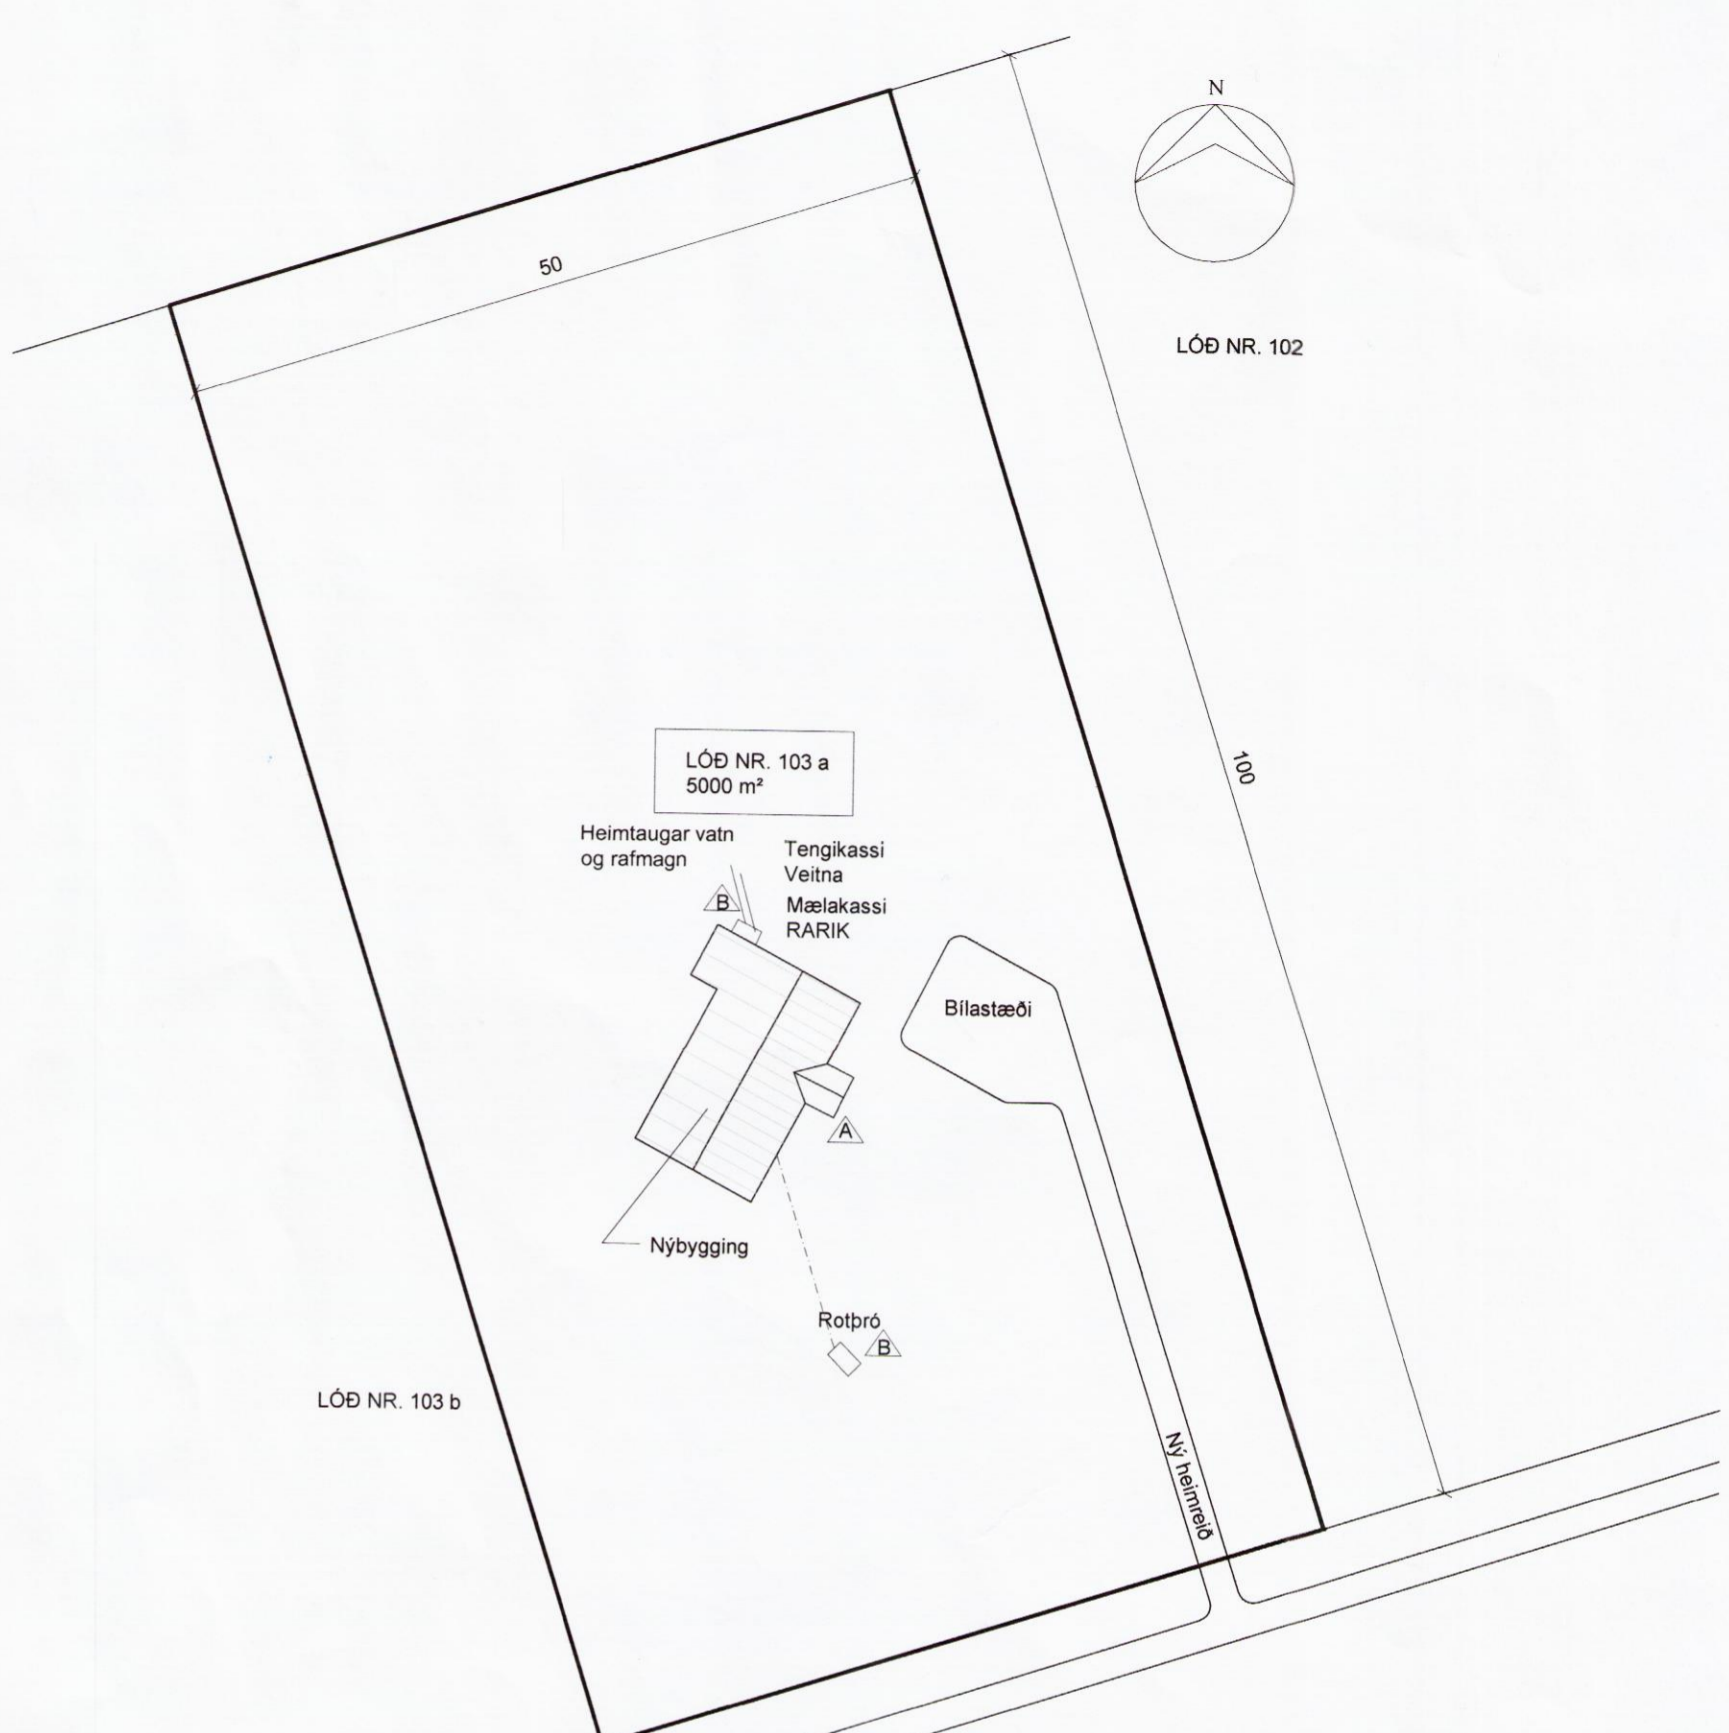 N
50
LÓÐ NR. 102
100
LÓÐ NR. 103 a
5000 m²
Heimtaugar vatn
og rafmagn
Tengikassi
Veitna
Mælakassi
RARIK
B
Bílastæði
A
Nýbygging
Rotþró
B
LÓÐ NR. 103 b
Ný heimreið